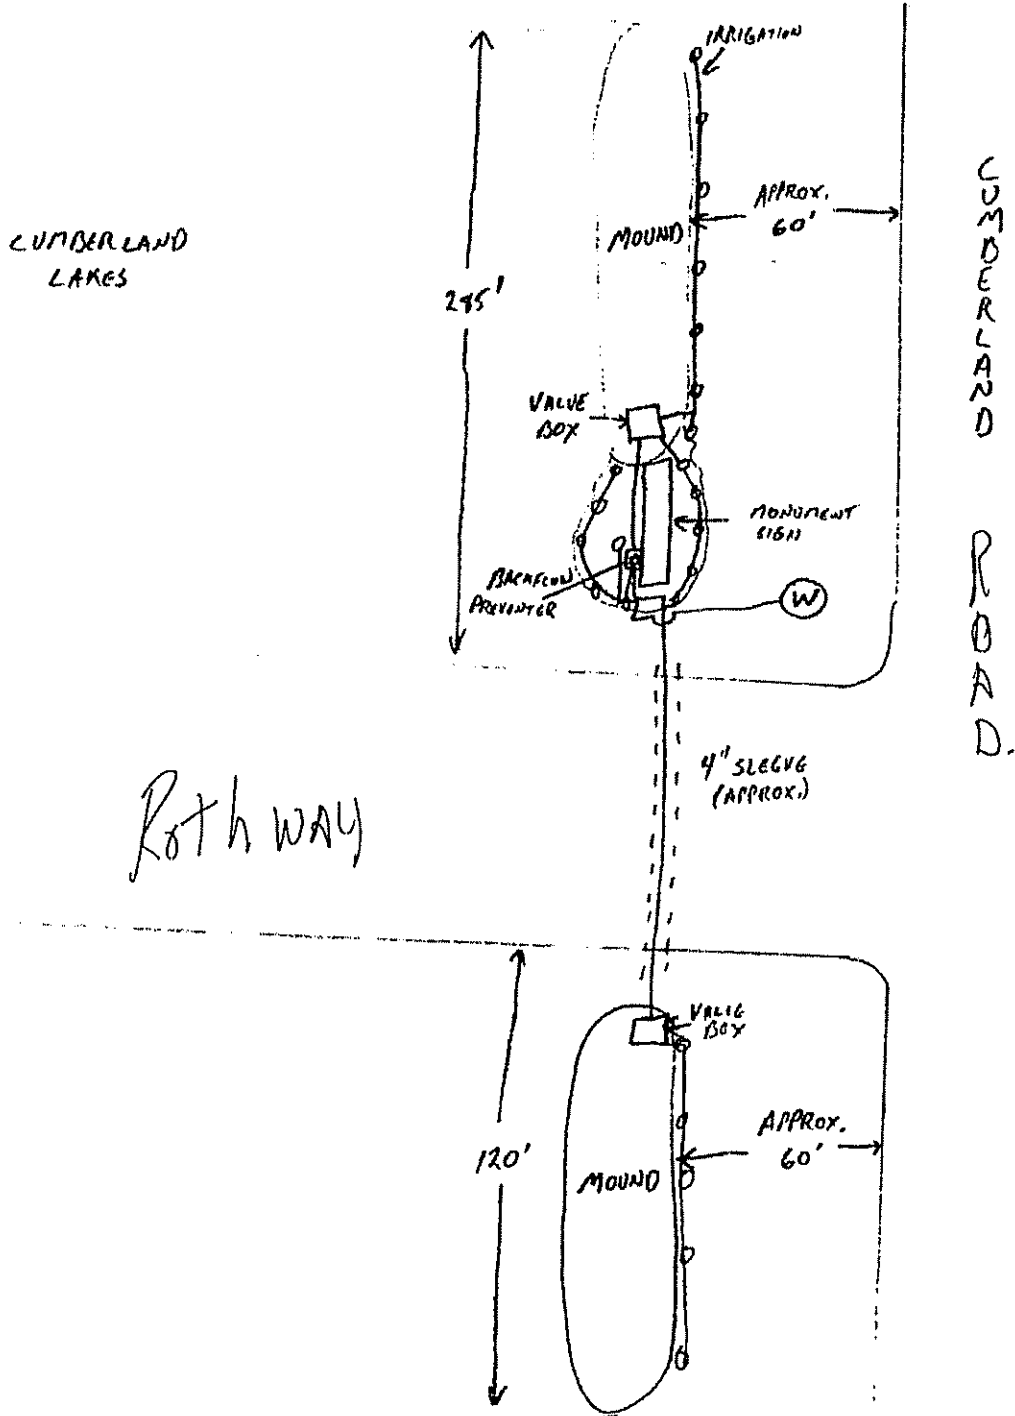 IRRIGATION
APPROX.
60'
MOUND
CUMBERLAND
LAKES
285'
CUMBERLAND ROAD.
VALVE
BOX
MONUMENT
SIGN
BACKFLOW
PREVENTER
W
4" SLEEVE
(APPROX.)
Roth WAY
VALVE
BOX
120'
APPROX.
60'
MOUND